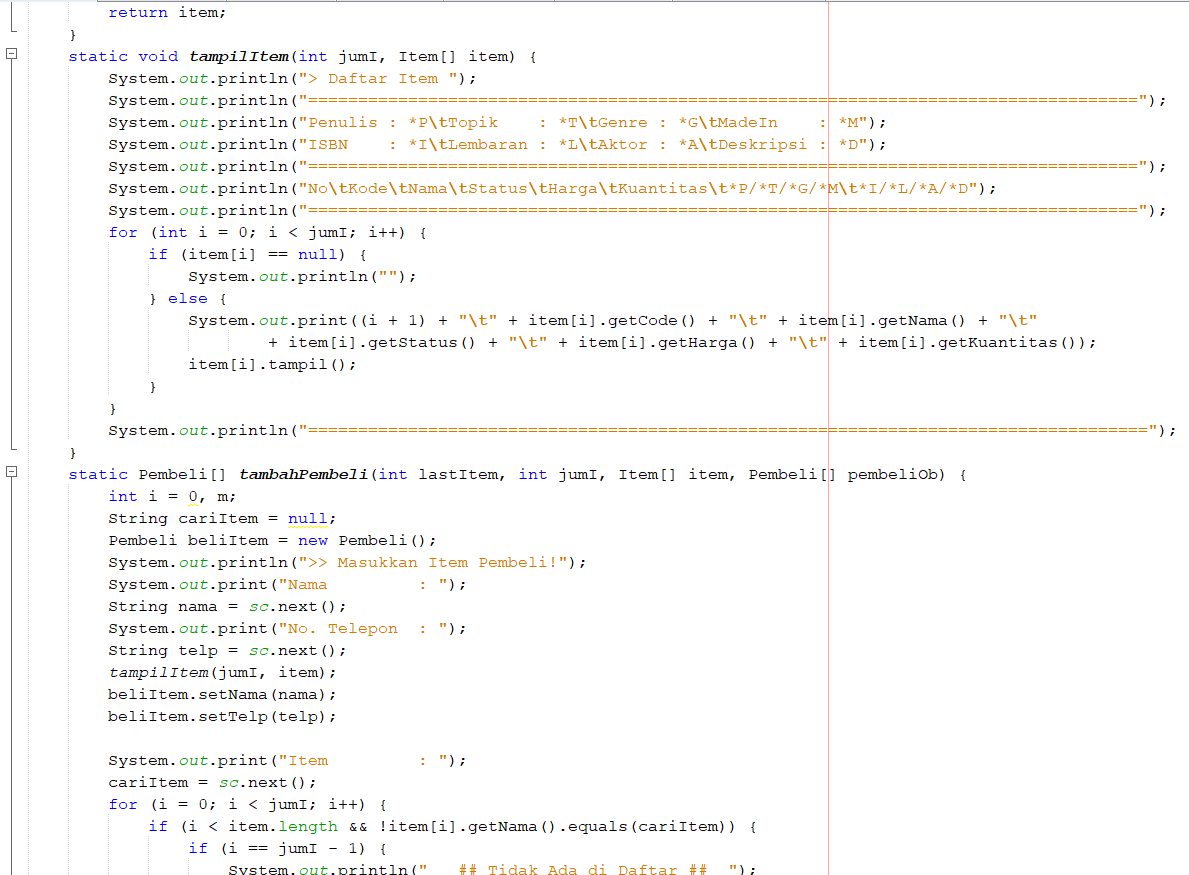 return item;
    }
    static void tampilItem(int jumI, Item[] item) {
        System.out.println("> Daftar Item ");
        System.out.println("===================================================================================");
        System.out.println("Penulis : *P\tTopik    : *T\tGenre : *G\tMadeIn    : *M");
        System.out.println("ISBN    : *I\tLembaran : *L\tAktor : *A\tDeskripsi : *D");
        System.out.println("===================================================================================");
        System.out.println("No\tKode\tNama\tStatus\tHarga\tKuantitas\t*P/*T/*G/*M\t*I/*L/*A/*D");
        System.out.println("===================================================================================");
        for (int i = 0; i < jumI; i++) {
            if (item[i] == null) {
                System.out.println("");
            } else {
                System.out.print((i + 1) + "\t" + item[i].getCode() + "\t" + item[i].getNama() + "\t"
                        + item[i].getStatus() + "\t" + item[i].getHarga() + "\t" + item[i].getKuantitas());
                item[i].tampil();
            }
        }
        System.out.println("====================================================================================");
    }
    static Pembeli[] tambahPembeli(int lastItem, int jumI, Item[] item, Pembeli[] pembeliOb) {
        int i = 0, m;
        String cariItem = null;
        Pembeli beliItem = new Pembeli();
        System.out.println(">> Masukkan Item Pembeli!");
        System.out.print("Nama         : ");
        String nama = sc.next();
        System.out.print("No. Telepon  : ");
        String telp = sc.next();
        tampilItem(jumI, item);
        beliItem.setNama(nama);
        beliItem.setTelp(telp);

        System.out.print("Item         : ");
        cariItem = sc.next();
        for (i = 0; i < jumI; i++) {
            if (i < item.length && !item[i].getNama().equals(cariItem)) {
                if (i == jumI - 1) {
                    System.out.println("   ## Tidak Ada di Daftar ##  ");